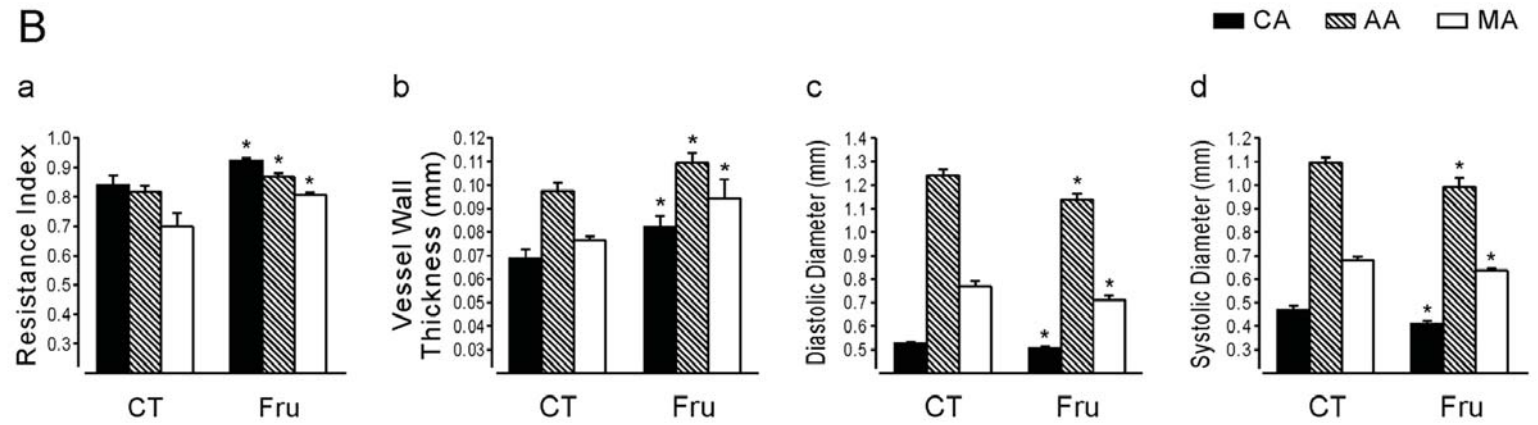 B
CA AA MA
a
Resistance Index
1.0
0.9
0.8
0.7
0.6
0.5
0.4
0.3
* * *
CT Fru
b
Vessel Wall
Thickness (mm)
0.12
0.11
0.10
0.09
0.08
0.07
0.06
0.05
0.04
0.03
* * *
CT Fru
c
Diastolic Diameter (mm)
1.4
1.3
1.2
1.1
1.0
0.9
0.8
0.7
0.6
0.5
* * *
CT Fru
d
Systolic Diameter (mm)
1.2
1.1
1.0
0.9
0.8
0.7
0.6
0.5
0.4
0.3
* * *
CT Fru